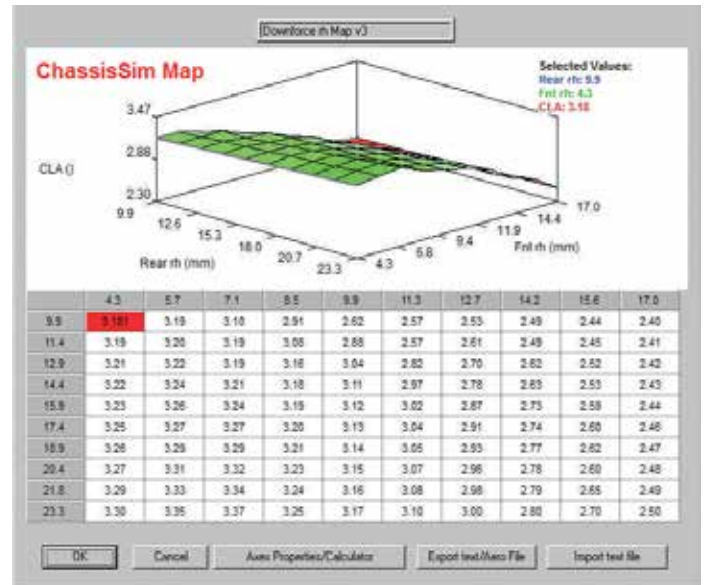 Downforce rh Map v3
ChassisSim Map
Selected Values:
Rear rh: 9.9
Fnt rh: 4.3
CLA: 3.18
3.47
2.88
2.30
CLA ()
9.9 12.6 15.3 18.0 20.7 23.3
Rear rh (mm)
4.3 6.8 9.4 11.9 14.4 17.0
Fnt rh (mm)
4.3 5.7 7.1 8.5 9.9 11.3 12.7 14.2 15.6 17.0
9.9 3.181 3.19 3.18 2.91 2.62 2.57 2.53 2.49 2.44 2.40
11.4 3.19 3.20 3.19 3.08 2.88 2.57 2.61 2.49 2.45 2.41
12.9 3.21 3.22 3.19 3.16 3.04 2.82 2.70 2.62 2.52 2.42
14.4 3.22 3.24 3.21 3.18 3.11 2.97 2.78 2.63 2.53 2.43
15.9 3.23 3.26 3.24 3.19 3.12 3.02 2.87 2.73 2.59 2.44
17.4 3.25 3.27 3.27 3.20 3.13 3.04 2.91 2.74 2.60 2.46
18.9 3.26 3.29 3.29 3.21 3.14 3.05 2.93 2.77 2.62 2.47
20.4 3.27 3.31 3.32 3.23 3.15 3.07 2.96 2.78 2.60 2.48
21.8 3.29 3.33 3.34 3.24 3.16 3.08 2.98 2.79 2.65 2.49
23.3 3.30 3.35 3.37 3.25 3.17 3.10 3.00 2.80 2.70 2.50
OK Cancel Axes Properties/Calculator Export text/Aero File Import text file